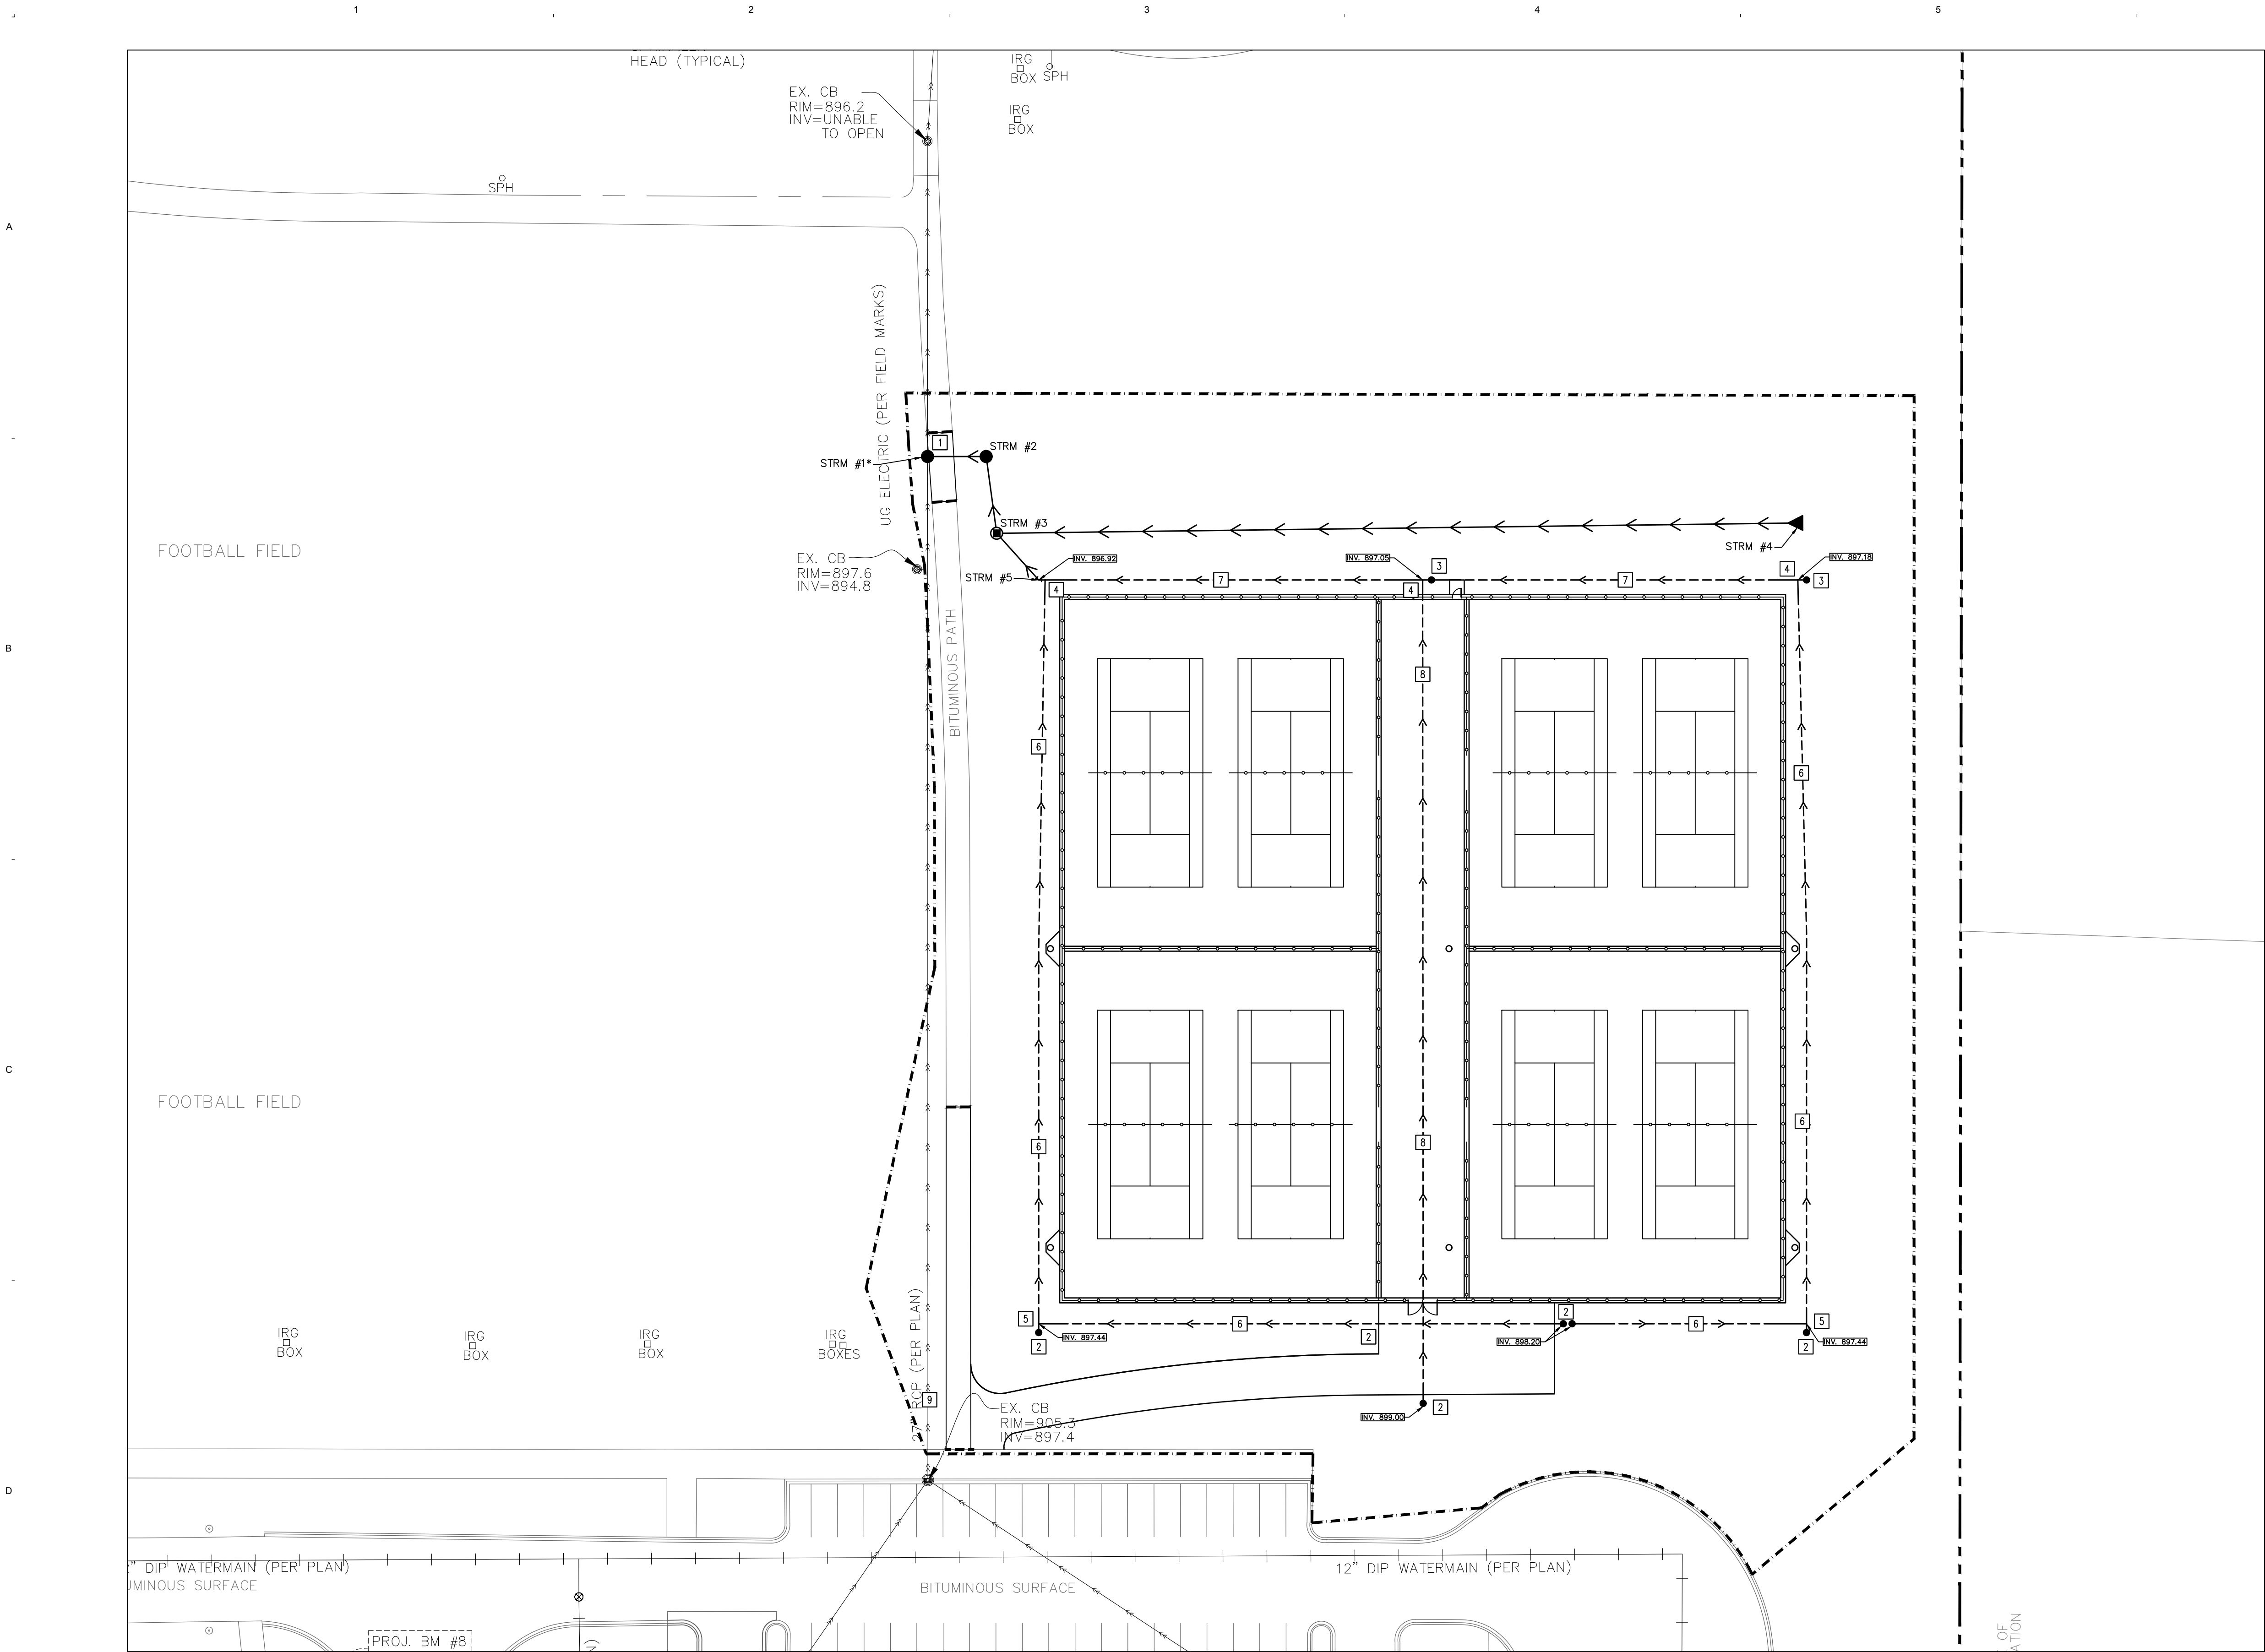 1 2 3 4 5
HEAD (TYPICAL)
IRG
BOX
SPH
EX. CB
RIM=896.2
INV=UNABLE
TO OPEN
IRG
BOX
SPH
A
UG ELECTRIC (PER FIELD MARKS)
1
STRM #2
STRM #1*
STRM #3
STRM #4
FOOTBALL FIELD
EX. CB
RIM=897.6
INV=894.8
STRM #5
INV. 896.92
INV. 897.05
INV. 897.18
3
4
3
7
7
4
4
B
BITUMINOUS PATH
8
6
6
C
FOOTBALL FIELD
6
8
6
IRG
BOX
IRG
BOX
IRG
BOX
IRG
BOXES
27" RCP (PER PLAN)
5
2
INV. 897.44
6
2
2
INV. 898.20
6
5
2
INV. 897.44
9
EX. CB
RIM=905.3
INV=897.4
INV. 899.00
2
D
" DIP WATERMAIN (PER PLAN)
UMINOUS SURFACE
BITUMINOUS SURFACE
12" DIP WATERMAIN (PER PLAN)
PROJ. BM #8
N)
OF
ATION